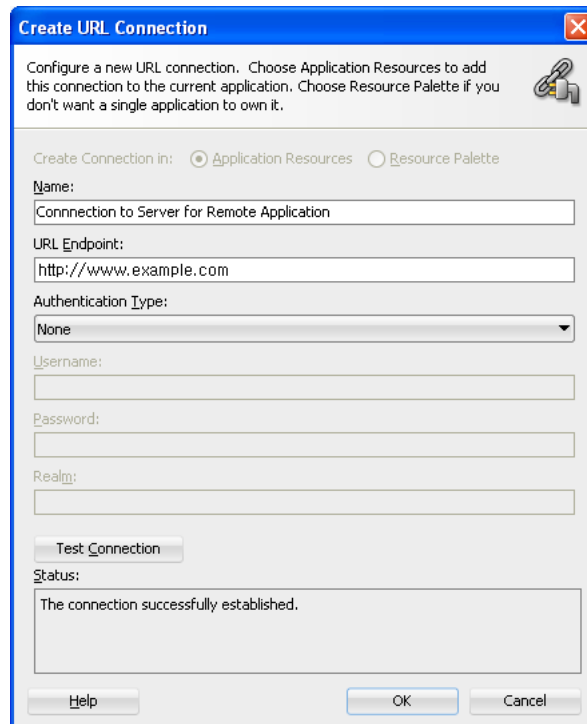 Create URL Connection
Configure a new URL connection. Choose Application Resources to add
this connection to the current application. Choose Resource Palette if you
don't want a single application to own it.
Create Connection in: Application Resources Resource Palette
Name:
Connnection to Server for Remote Application
URL Endpoint:
http://www.example.com
Authentication Type:
None
Username:
Password:
Realm:
Test Connection
Status:
The connection successfully established.
Help OK Cancel